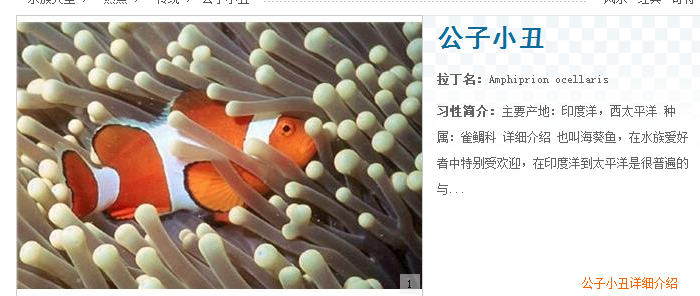 公子小丑
拉丁名：Amphiprion ocellaris
习性简介：主要产地：印度洋，西太平洋 种
属：雀鲷科 详细介绍 也叫海葵鱼，在水族爱好
者中特别受欢迎，在印度洋到太平洋是很普遍的
与...
1
公子小丑详细介绍